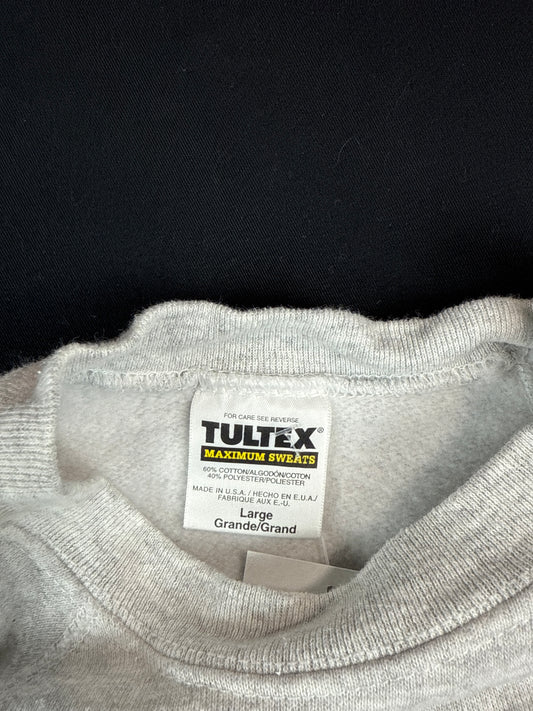 FOR CARE SEE REVERSE
TULTEX®
MAXIMUM SWEATS
60% COTTON/ALGODÓN/COTON
40% POLYESTER/POLIESTER
MADE IN U.S.A. / HECHO EN E.U.A./
FABRIQUE AUX E.-U.
Large
Grande/Grand